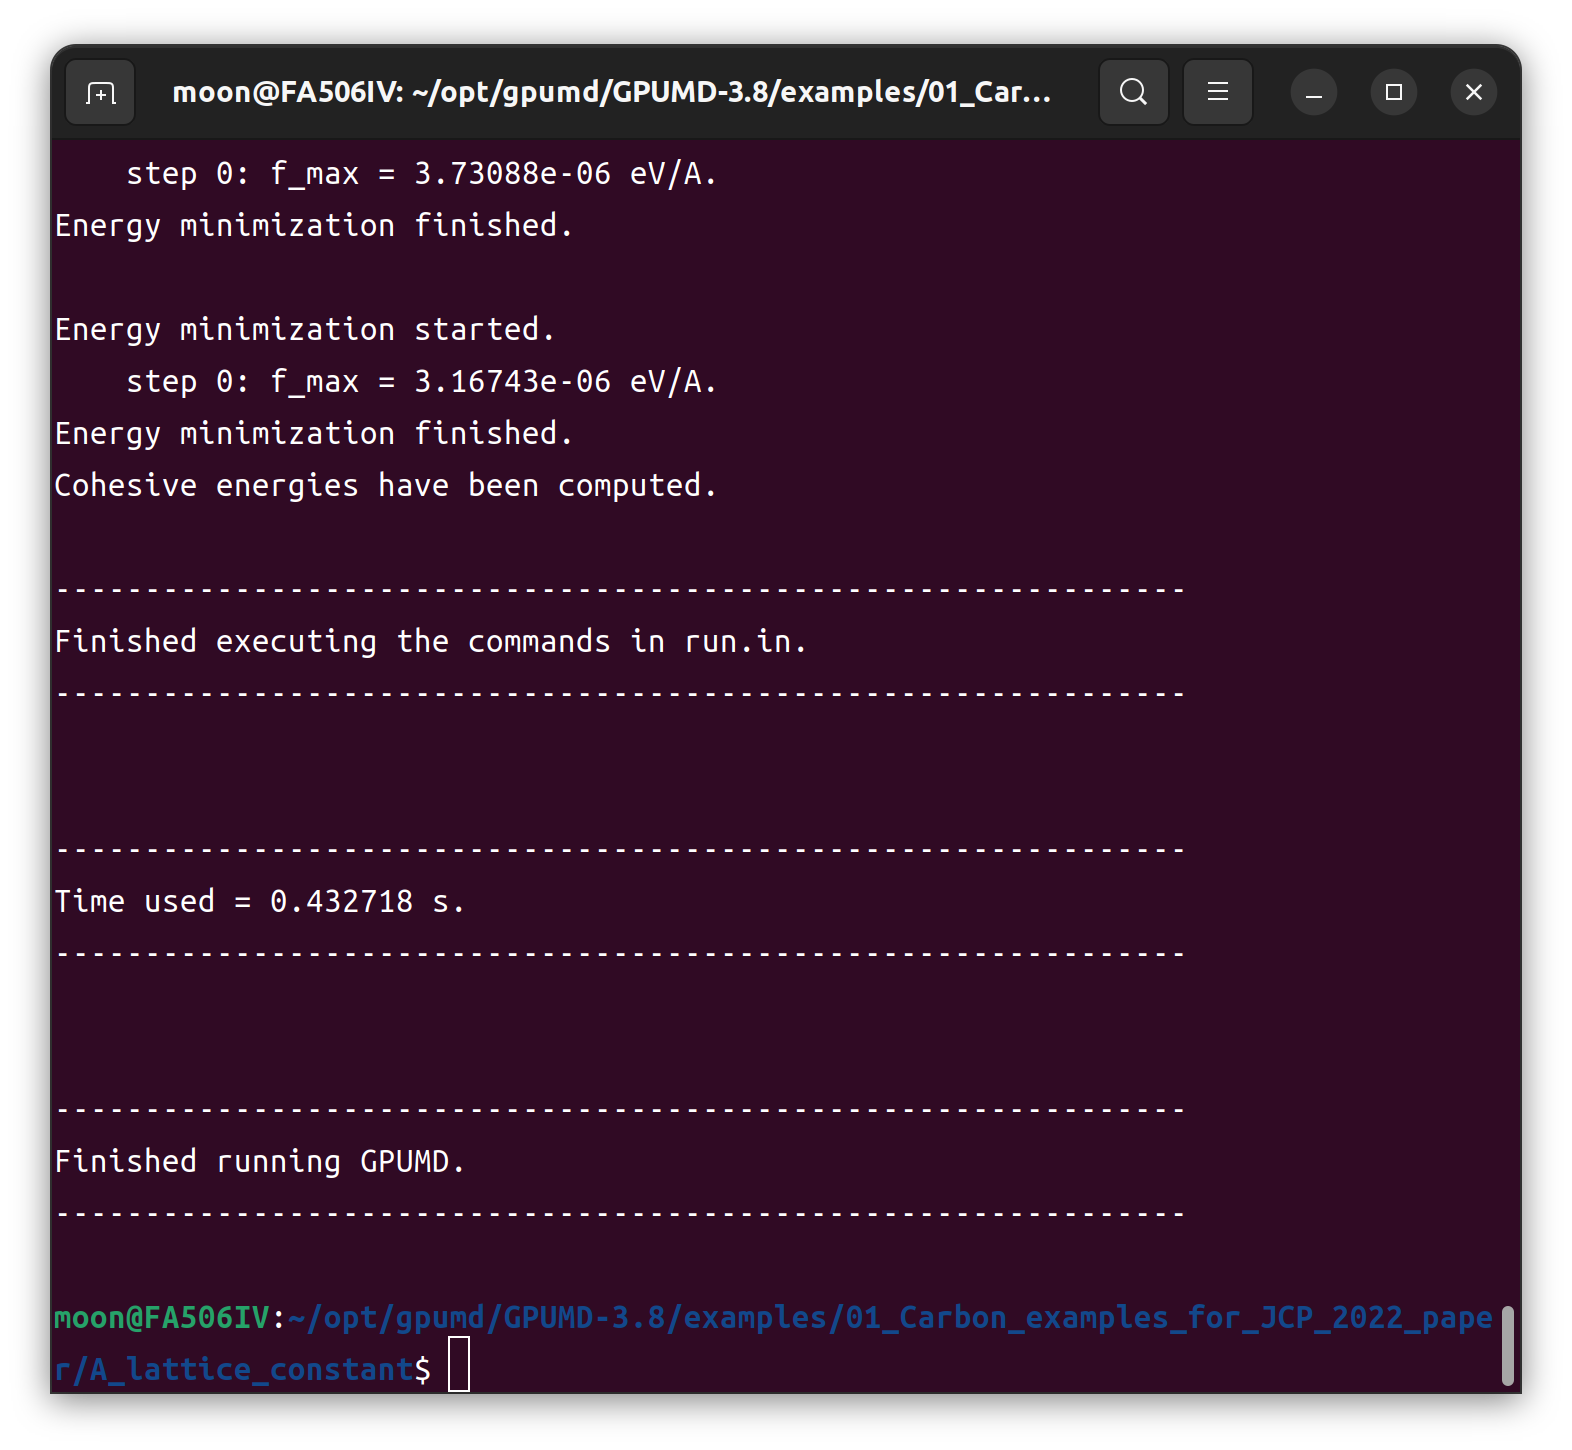 moon@FA506IV: ~/opt/gpumd/GPUMD-3.8/examples/01_Car...
    step 0: f_max = 3.73088e-06 eV/A.
Energy minimization finished.
Energy minimization started.
    step 0: f_max = 3.16743e-06 eV/A.
Energy minimization finished.
Cohesive energies have been computed.
---------------------------------------------------------------
Finished executing the commands in run.in.
---------------------------------------------------------------
---------------------------------------------------------------
Time used = 0.432718 s.
---------------------------------------------------------------
---------------------------------------------------------------
Finished running GPUMD.
---------------------------------------------------------------
moon@FA506IV:~/opt/gpumd/GPUMD-3.8/examples/01_Carbon_examples_for_JCP_2022_pape
r/A_lattice_constant$